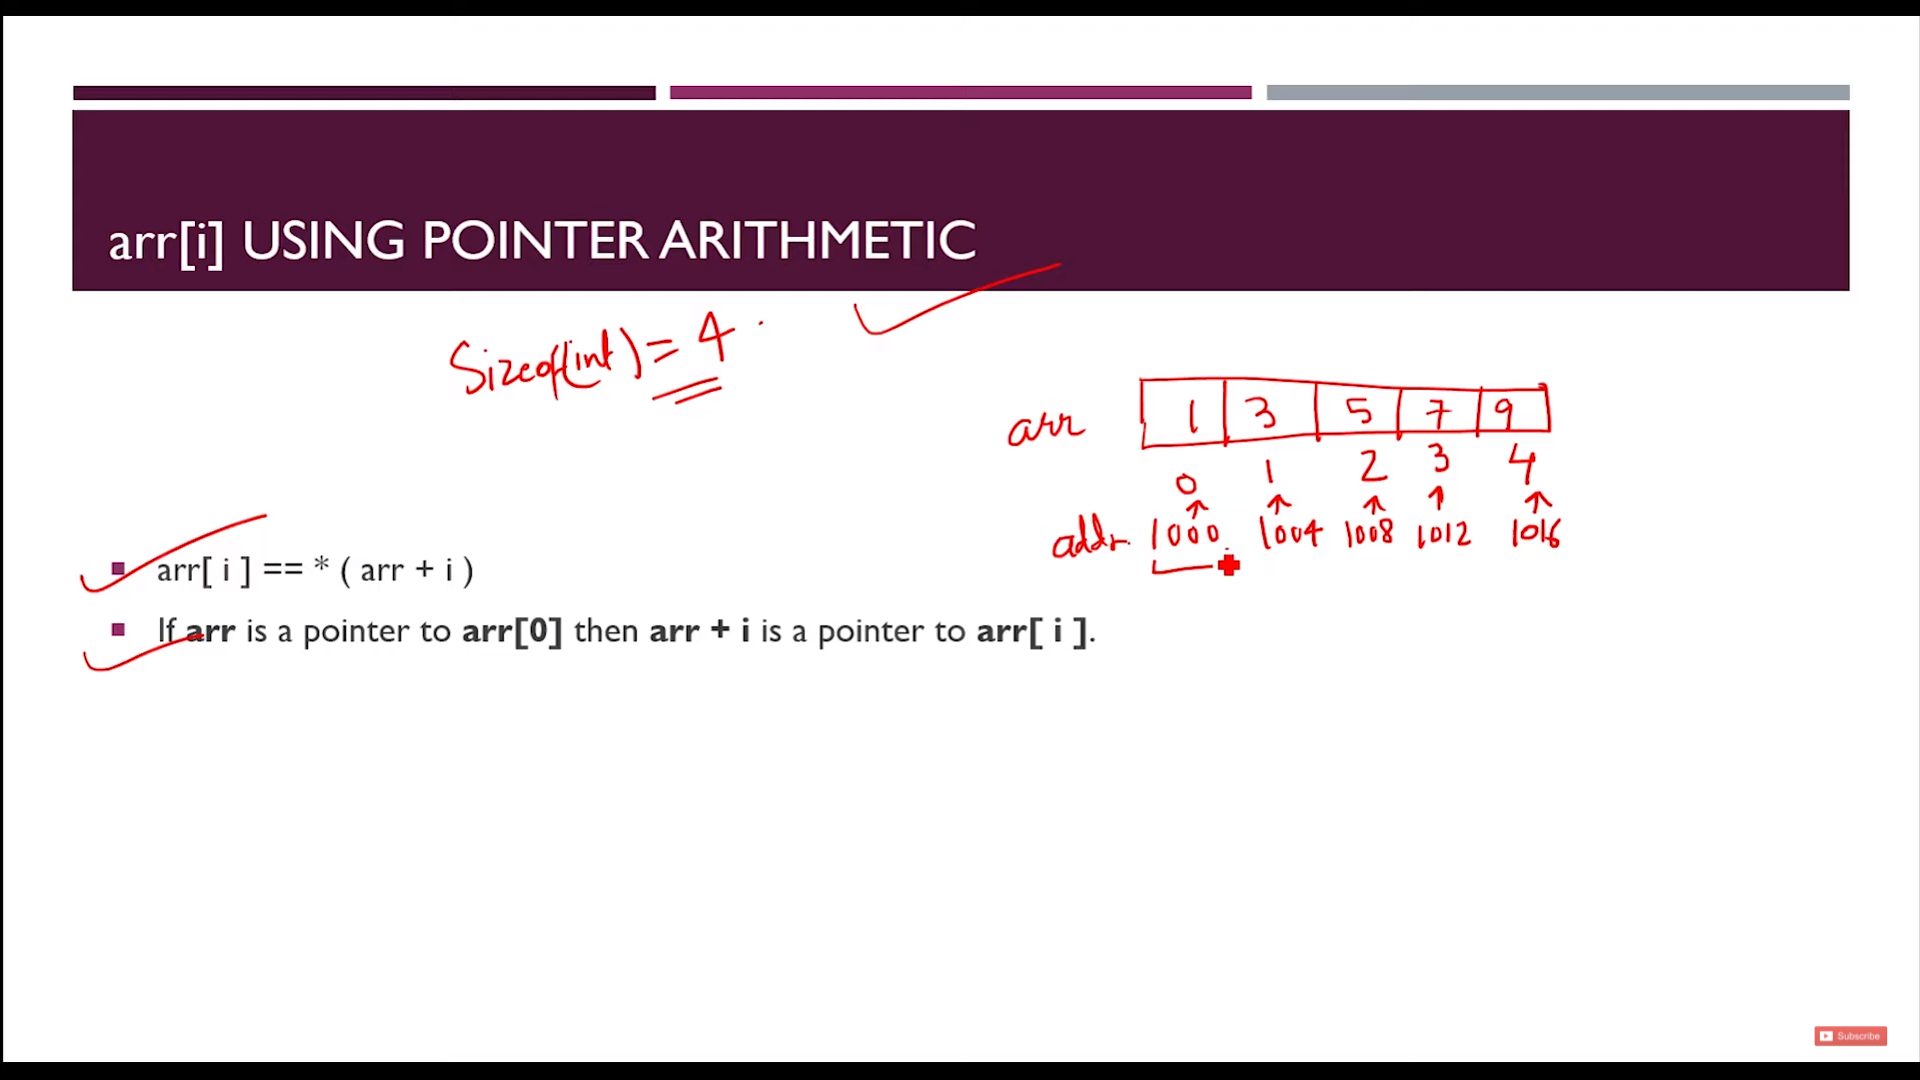 arr[i] USING POINTER ARITHMETIC
Sizeof(int) = 4
arr 1 3 5 7 9
0 1 2 3 4
addr. 1000 1004 1008 1012 1016
arr[ i ] == * ( arr + i )
If arr is a pointer to arr[0] then arr + i is a pointer to arr[ i ].
Subscribe